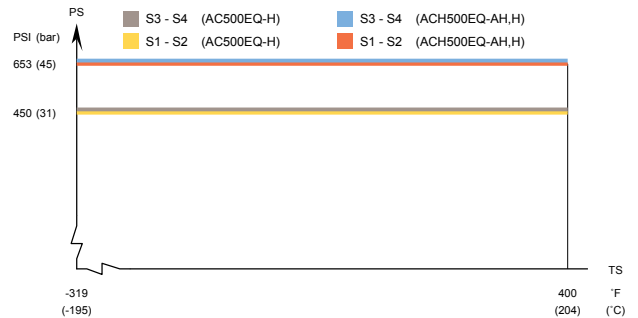 PS
S3 - S4 (AC500EQ-H) S3 - S4 (ACH500EQ-AH,H)
PSI (bar) S1 - S2 (AC500EQ-H) S1 - S2 (ACH500EQ-AH,H)
653 (45)
450 (31)
TS
-319 400 °F
(-195) (204) (°C)